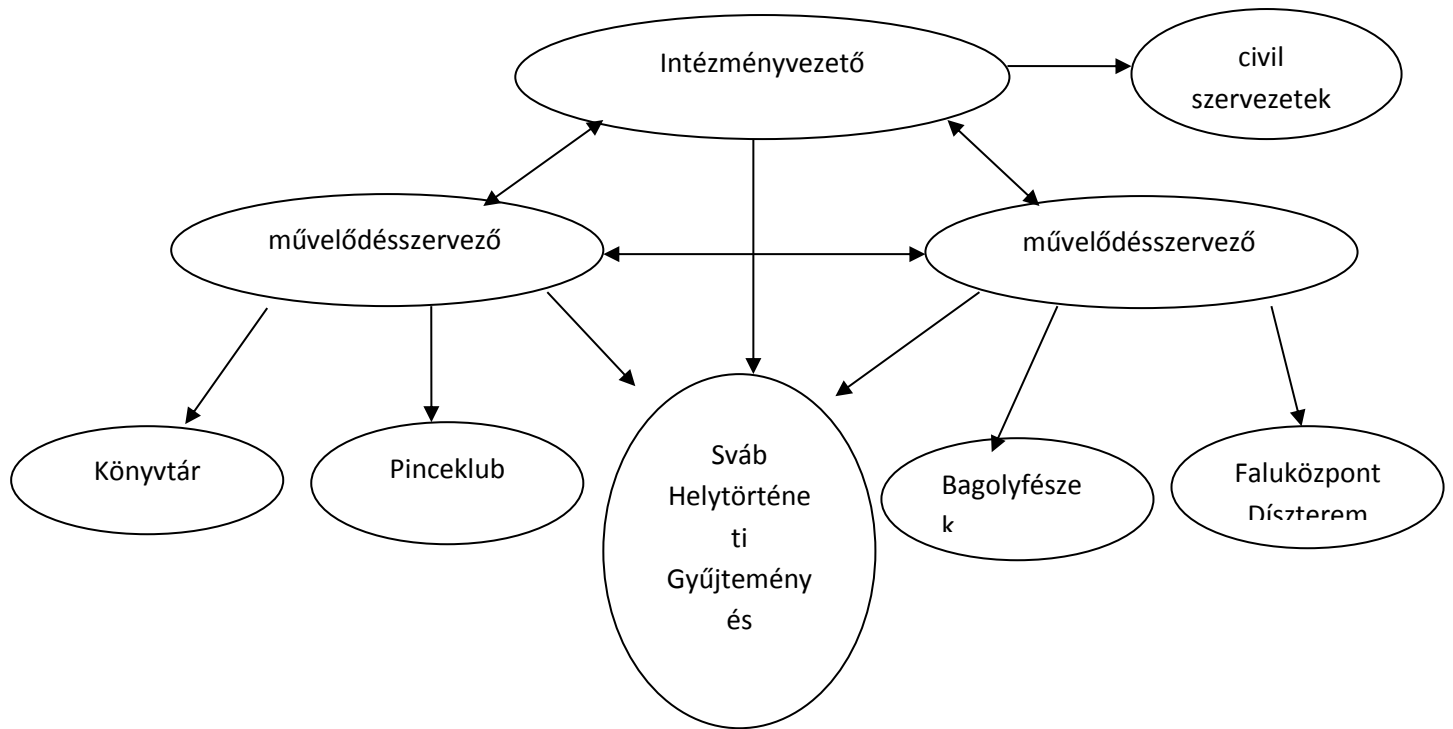 Intézményvezető
civil
szervezetek
művelődésszervező
művelődésszervező
Könyvtár
Pinceklub
Sváb
Helytörténe
ti
Gyűjtemény
és
Bagolyfésze
k
Faluközpont
Díszterem